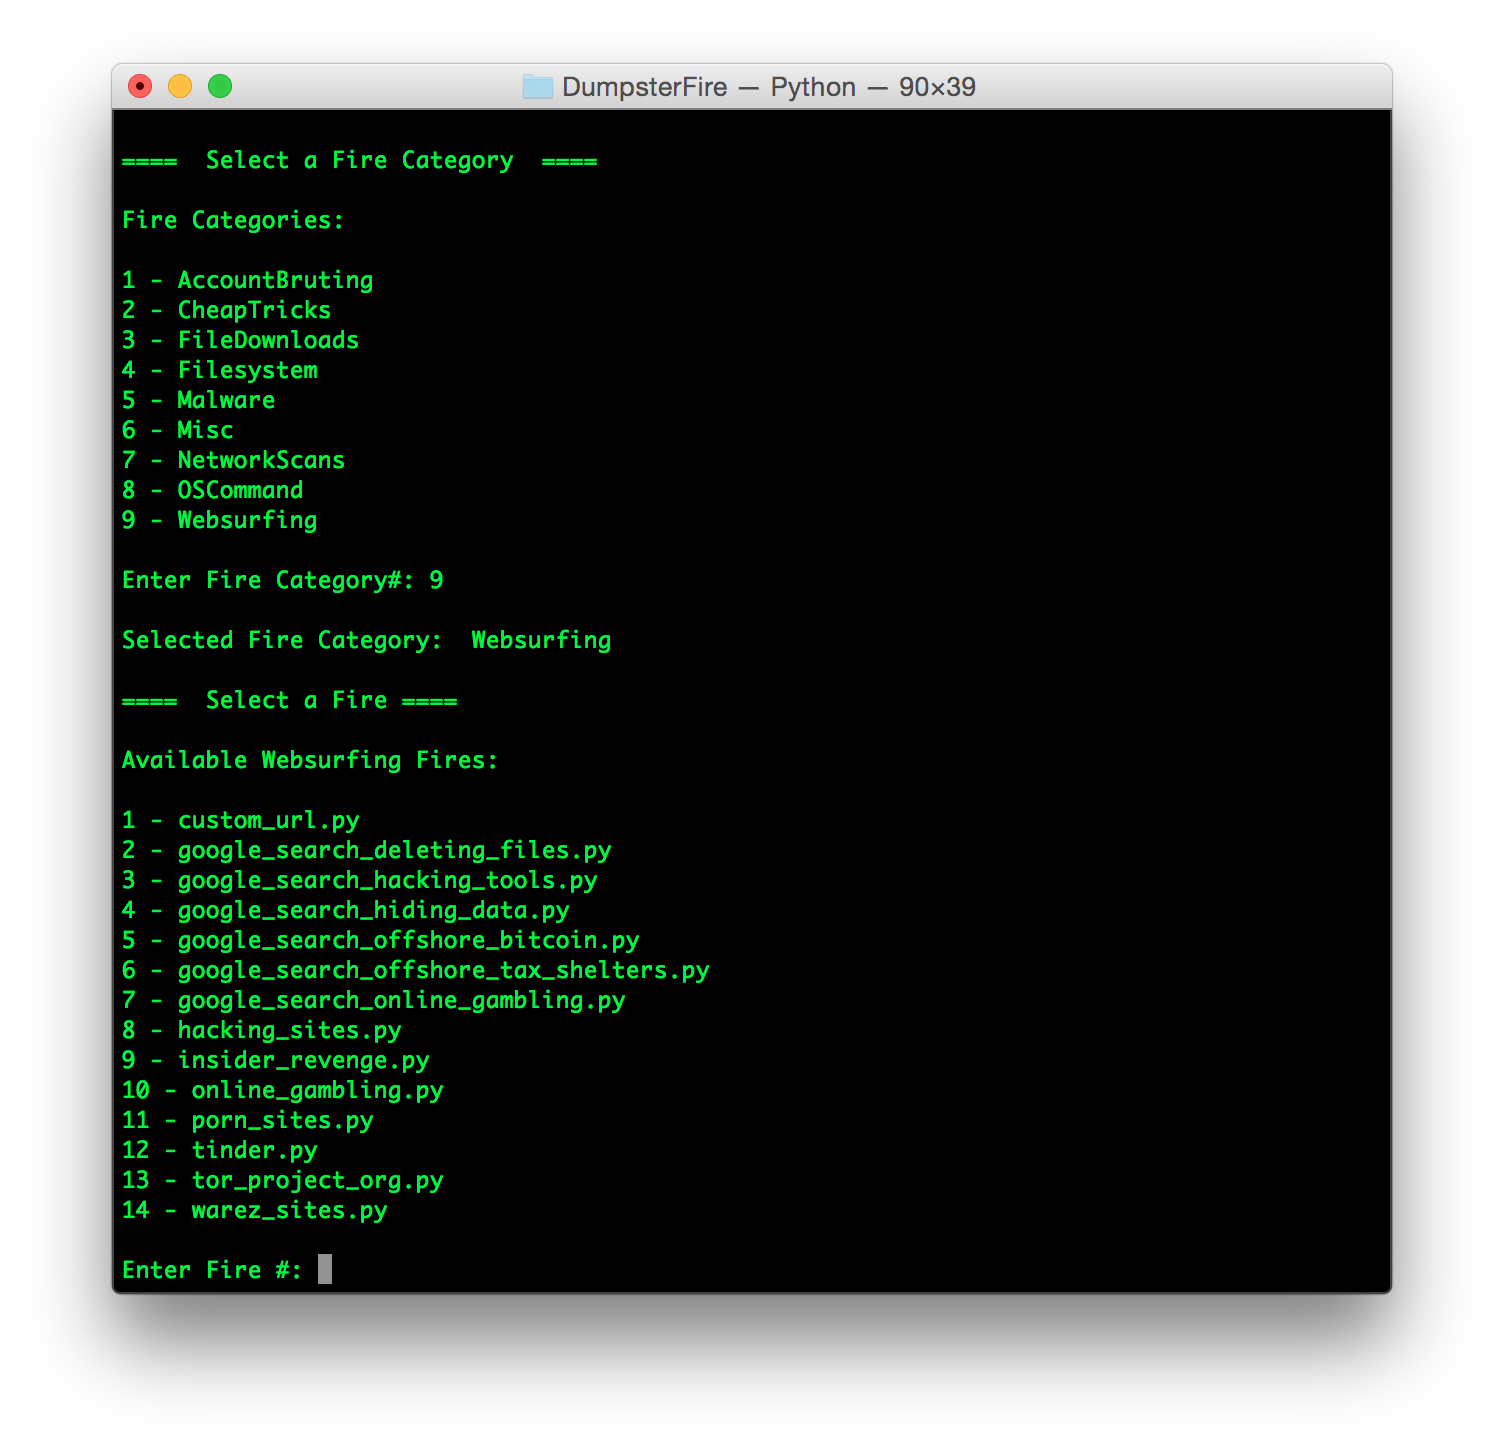 DumpsterFire — Python — 90×39
==== Select a Fire Category ====
Fire Categories:
1 - AccountBruting
2 - CheapTricks
3 - FileDownloads
4 - Filesystem
5 - Malware
6 - Misc
7 - NetworkScans
8 - OSCommand
9 - Websurfing
Enter Fire Category#: 9
Selected Fire Category:  Websurfing
==== Select a Fire ====
Available Websurfing Fires:
1 - custom_url.py
2 - google_search_deleting_files.py
3 - google_search_hacking_tools.py
4 - google_search_hiding_data.py
5 - google_search_offshore_bitcoin.py
6 - google_search_offshore_tax_shelters.py
7 - google_search_online_gambling.py
8 - hacking_sites.py
9 - insider_revenge.py
10 - online_gambling.py
11 - porn_sites.py
12 - tinder.py
13 - tor_project_org.py
14 - warez_sites.py
Enter Fire #: